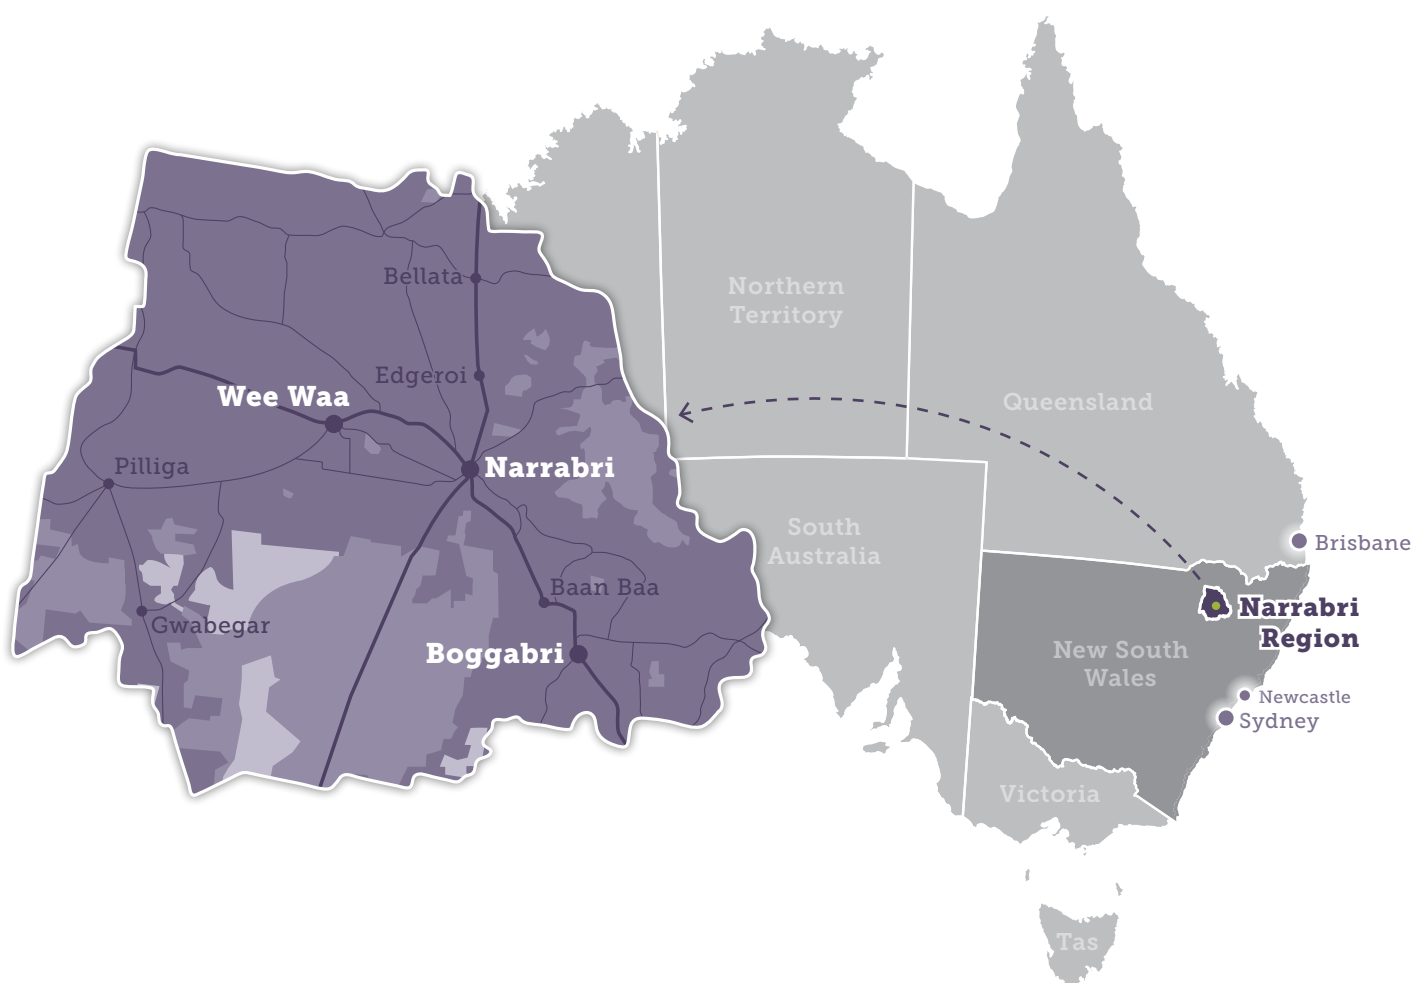 Bellata
Edgeroi
Wee Waa
Pilliga
Narrabri
Gwabegar
Baan Baa
Boggabri
Northern
Territory
Queensland
South
Australia
Brisbane
Narrabri
Region
New South
Wales
Newcastle
Sydney
Victoria
Tas